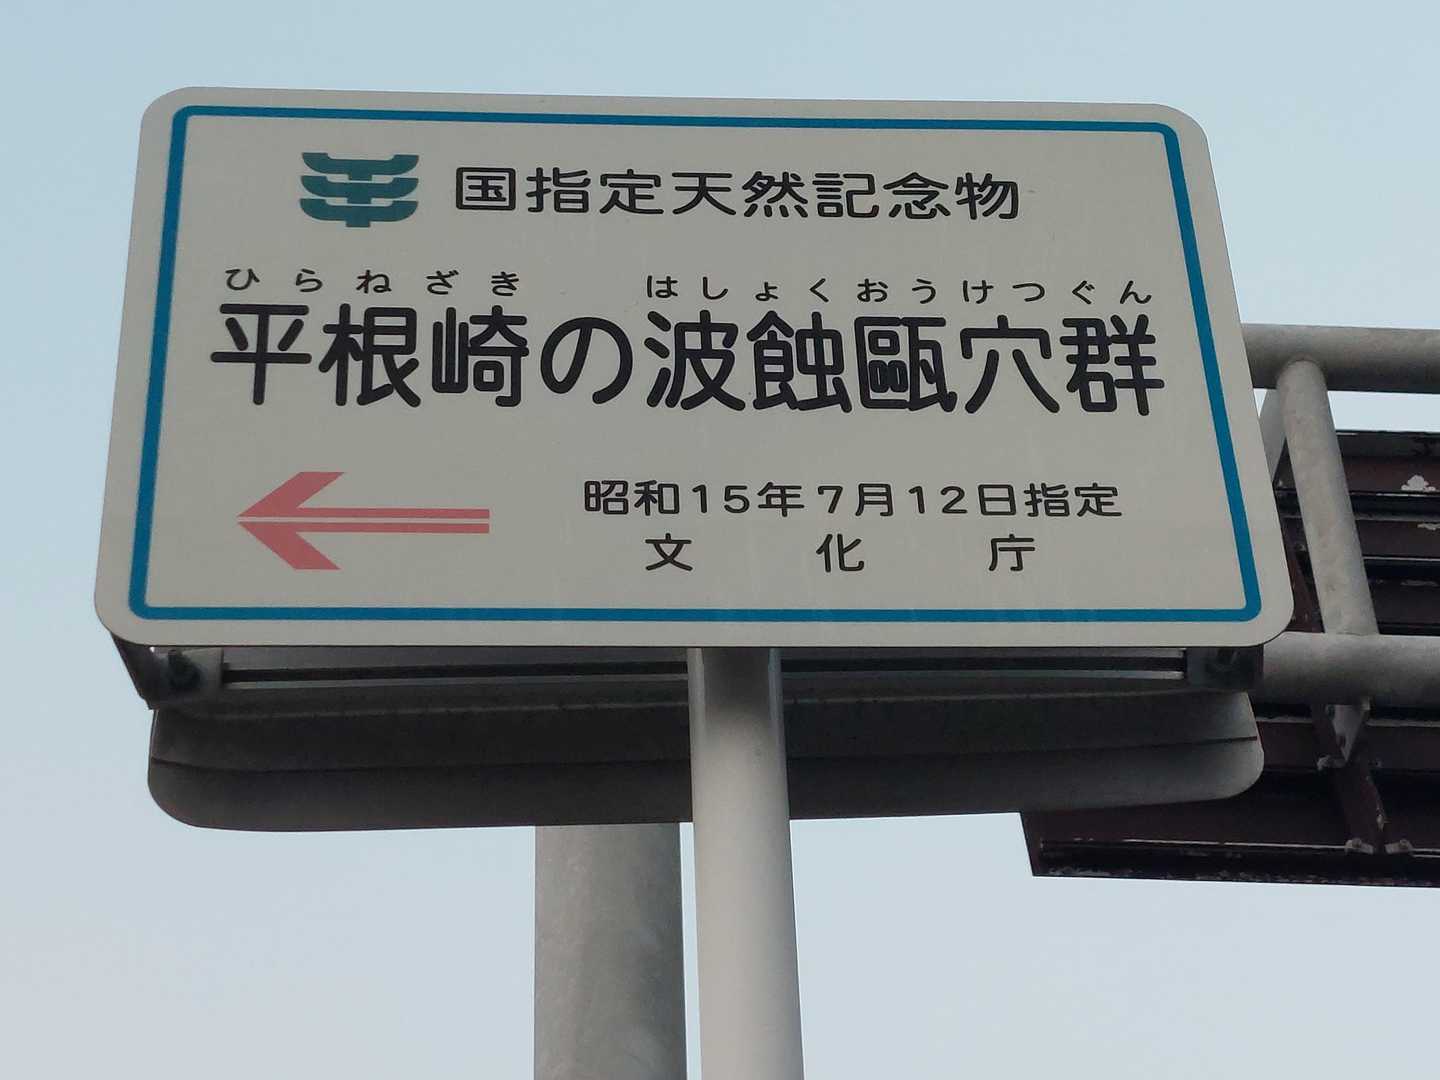 国指定天然記念物
ひらねざき はしょくおうけつぐん
平根崎の波蝕甌穴群
昭和15年7月12日指定
文化庁